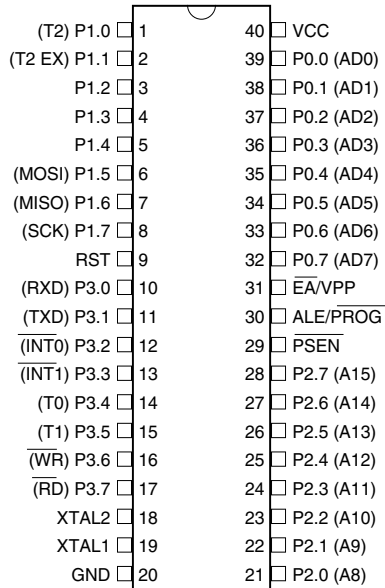 (T2) P1.0 1 40 VCC
(T2 EX) P1.1 2 39 P0.0 (AD0)
P1.2 3 38 P0.1 (AD1)
P1.3 4 37 P0.2 (AD2)
P1.4 5 36 P0.3 (AD3)
(MOSI) P1.5 6 35 P0.4 (AD4)
(MISO) P1.6 7 34 P0.5 (AD5)
(SCK) P1.7 8 33 P0.6 (AD6)
RST 9 32 P0.7 (AD7)
(RXD) P3.0 10 31 EA/VPP
(TXD) P3.1 11 30 ALE/PROG
(INT0) P3.2 12 29 PSEN
(INT1) P3.3 13 28 P2.7 (A15)
(T0) P3.4 14 27 P2.6 (A14)
(T1) P3.5 15 26 P2.5 (A13)
(WR) P3.6 16 25 P2.4 (A12)
(RD) P3.7 17 24 P2.3 (A11)
XTAL2 18 23 P2.2 (A10)
XTAL1 19 22 P2.1 (A9)
GND 20 21 P2.0 (A8)